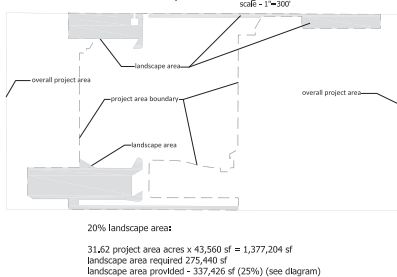 scale - 1"=300'
landscape area
overall project area
overall project area
project area boundary
landscape area
20% landscape area:
31.62 project area acres x 43,560 sf = 1,377,204 sf
landscape area required 275,440 sf
landscape area provided - 337,426 sf (25%) (see diagram)